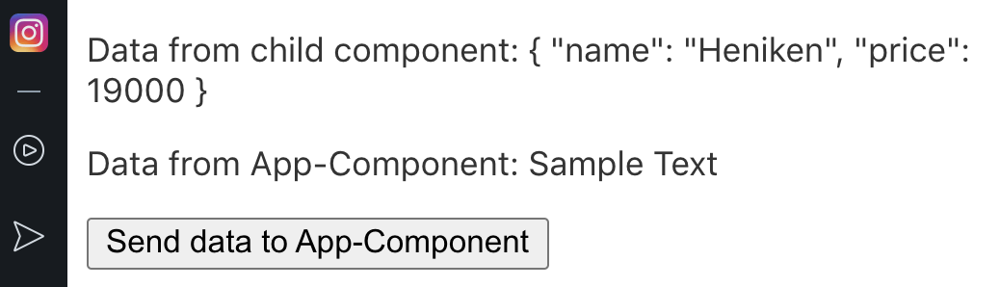 Data from child component: { "name": "Heniken", "price":
19000 }
Data from App-Component: Sample Text
Send data to App-Component